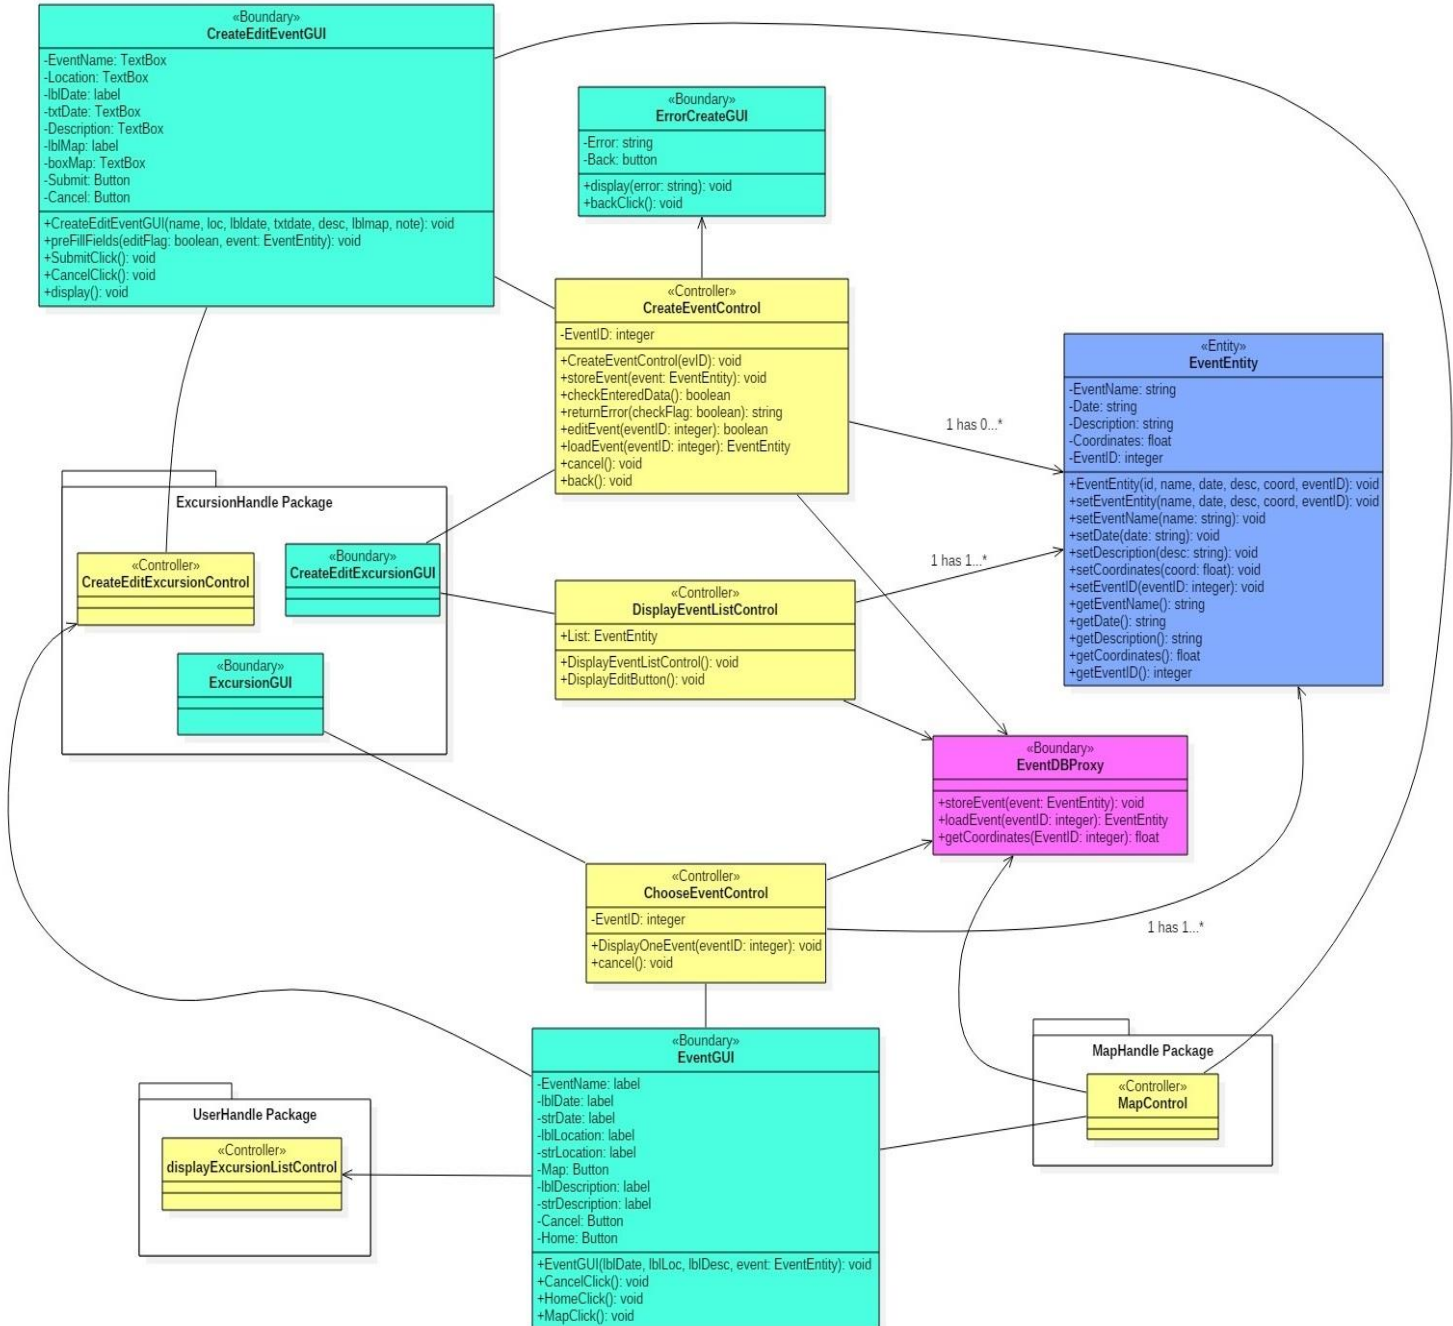 «Boundary»
CreateEditEventGUI
-EventName: TextBox
-Location: TextBox
-lblDate: label
-txtDate: TextBox
-Description: TextBox
-lblMap: label
-boxMap: TextBox
-Submit: Button
-Cancel: Button
+CreateEditEventGUI(name, loc, lbldate, txtdate, desc, lblmap, note): void
+preFillFields(editFlag: boolean, event: EventEntity): void
+SubmitClick(): void
+CancelClick(): void
+display(): void
«Boundary»
ErrorCreateGUI
-Error: string
-Back: button
+display(error: string): void
+backClick(): void
«Controller»
CreateEventControl
-EventID: integer
+CreateEventControl(evID): void
+storeEvent(event: EventEntity): void
+checkEnteredData(): boolean
+returnError(checkFlag: boolean): string
+editEvent(eventID: integer): boolean
+loadEvent(eventID: integer): EventEntity
+cancel(): void
+back(): void
«Entity»
EventEntity
-EventName: string
-Date: string
-Description: string
-Coordinates: float
-EventID: integer
+EventEntity(id, name, date, desc, coord, eventID): void
+setEventEntity(name, date, desc, coord, eventID): void
+setEventName(name: string): void
+setDate(date: string): void
+setDescription(desc: string): void
+setCoordinates(coord: float): void
+setEventID(eventID: integer): void
+getEventName(): string
+getDate(): string
+getDescription(): string
+getCoordinates(): float
+getEventID(): integer
1 has 0...*
1 has 1...*
ExcursionHandle Package
«Controller»
CreateEditExcursionControl
«Boundary»
CreateEditExcursionGUI
«Boundary»
ExcursionGUI
«Controller»
DisplayEventListControl
+List: EventEntity
+DisplayEventListControl(): void
+DisplayEditButton(): void
«Boundary»
EventDBProxy
+storeEvent(event: EventEntity): void
+loadEvent(eventID: integer): EventEntity
+getCoordinates(EventID: integer): float
«Controller»
ChooseEventControl
-EventID: integer
+DisplayOneEvent(eventID: integer): void
+cancel(): void
1 has 1...*
MapHandle Package
«Controller»
MapControl
UserHandle Package
«Controller»
displayExcursionListControl
«Boundary»
EventGUI
-EventName: label
-lblDate: label
-strDate: label
-lblLocation: label
-strLocation: label
-Map: Button
-lblDescription: label
-strDescription: label
-Cancel: Button
-Home: Button
+EventGUI(lblDate, lblLoc, lblDesc, event: EventEntity): void
+CancelClick(): void
+HomeClick(): void
+MapClick(): void